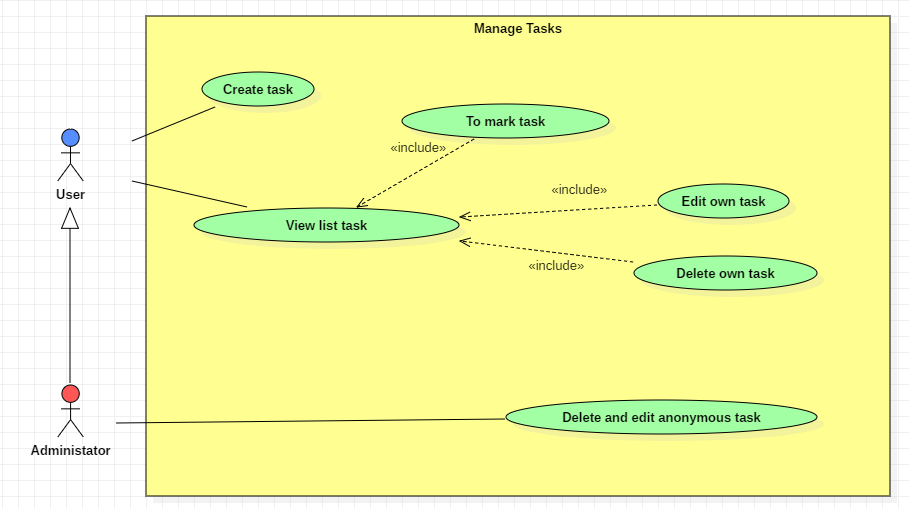 Manage Tasks
Create task
To mark task
«include»
User
«include»
Edit own task
View list task
«include»
Delete own task
Delete and edit anonymous task
Administator